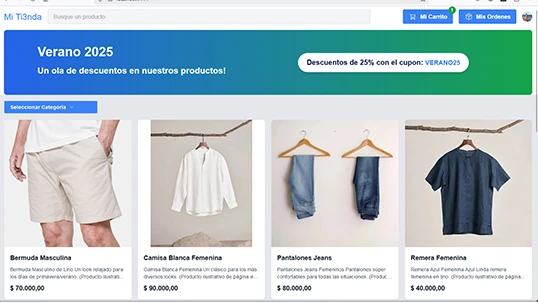 Mi Ti3nda
Busque un producto
Mi Carrito
1
Mis Ordenes
Verano 2025
Un ola de descuentos en nuestros productos!
Descuentos de 25% con el cupon: VERANO25
Seleccionar Categoría
Bermuda Masculina
Bermuda Masculino de Lino Un look relajado para
los días de primavera/verano. (Producto ilustrati...
$ 70.000,00
Camisa Blanca Femenina
Camisa Blanca Femenina Un clásico para los más
diversos looks. (Producto ilustrativo de página e...
$ 90.000,00
Pantalones Jeans
Pantalones Jeans Femeninos Pantalones súper
confortables para todas las situaciones. (Produc...
$ 80.000,00
Remera Femenina
Remera Azul Femenina Azul Linda remera
femenina en lino. (Producto ilustrativo de página ...
$ 40.000,00